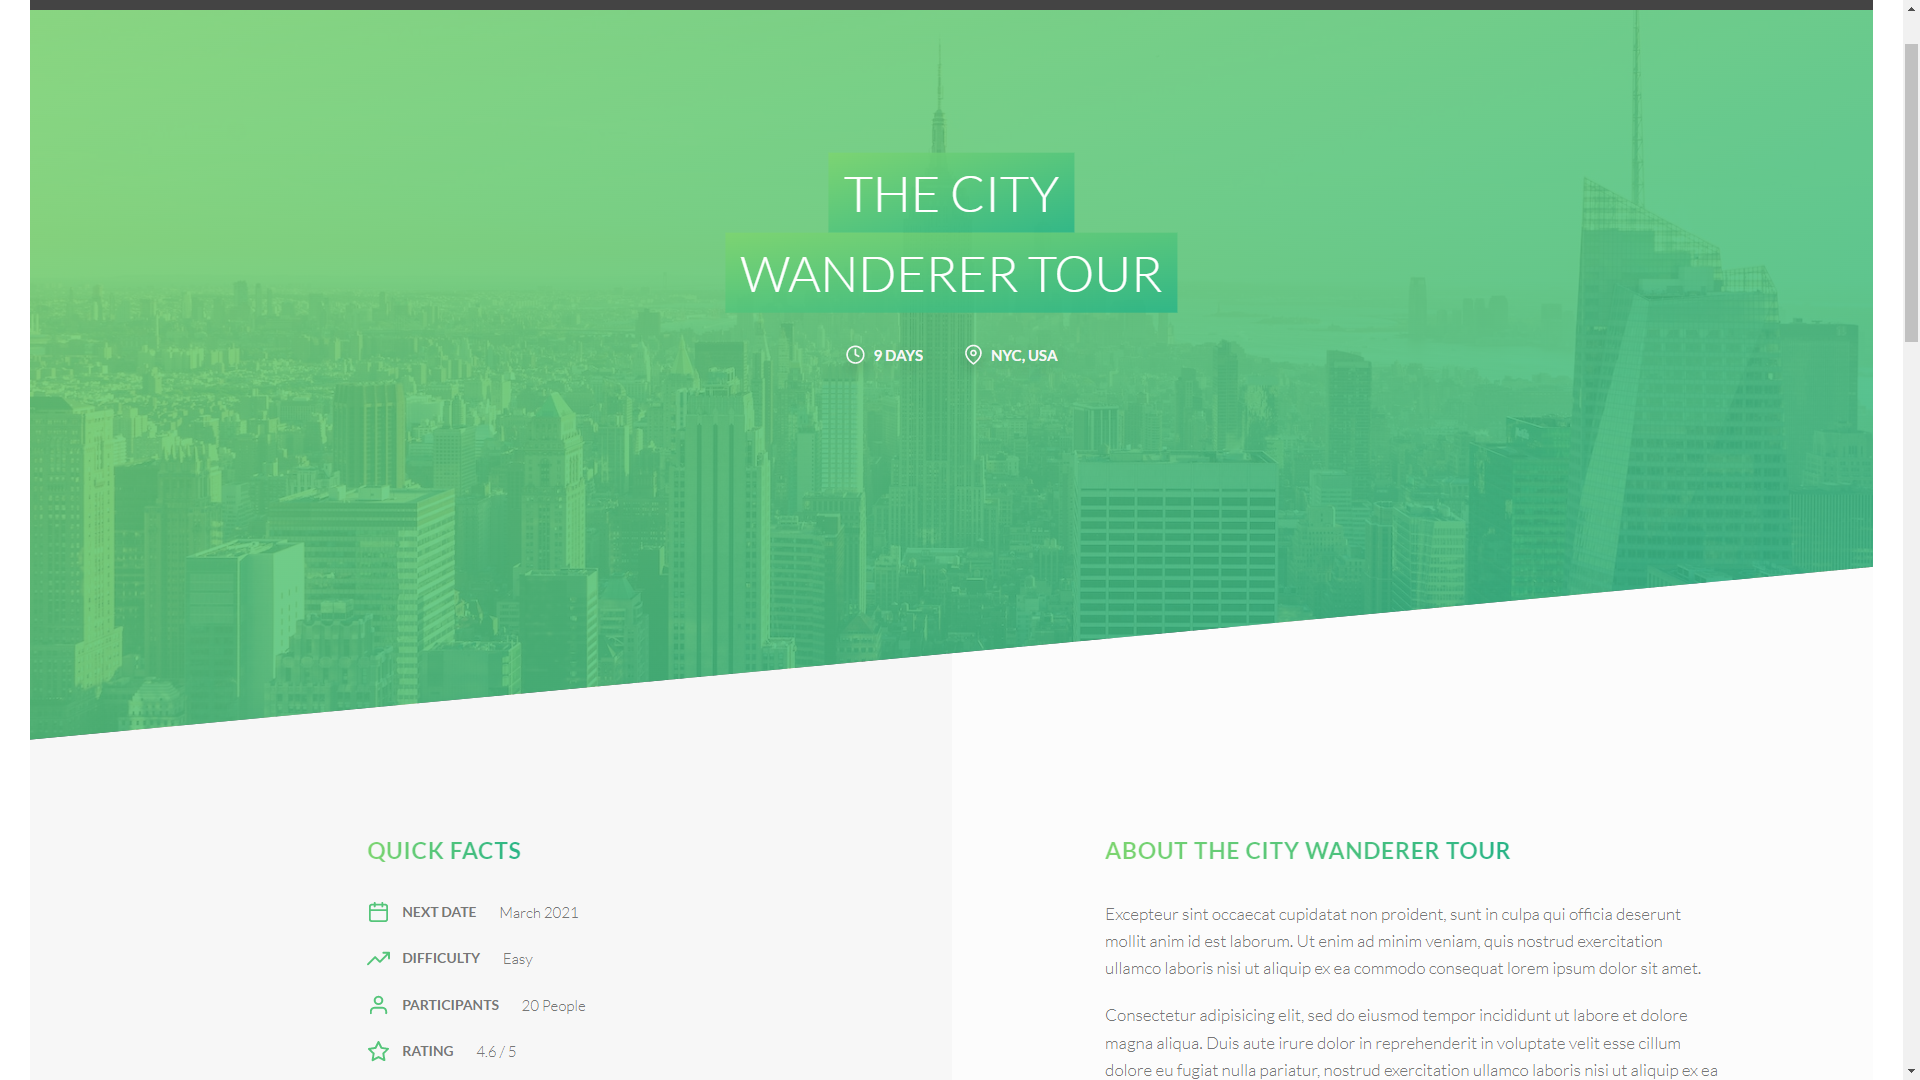 THE CITY
WANDERER TOUR
9 DAYS
NYC, USA
QUICK FACTS
NEXT DATE March 2021
DIFFICULTY Easy
PARTICIPANTS 20 People
RATING 4.6 / 5
ABOUT THE CITY WANDERER TOUR
Excepteur sint occaecat cupidatat non proident, sunt in culpa qui officia deserunt
mollit anim id est laborum. Ut enim ad minim veniam, quis nostrud exercitation
ullamco laboris nisi ut aliquip ex ea commodo consequat lorem ipsum dolor sit amet.
Consectetur adipisicing elit, sed do eiusmod tempor incididunt ut labore et dolore
magna aliqua. Duis aute irure dolor in reprehenderit in voluptate velit esse cillum
dolore eu fugiat nulla pariatur, nostrud exercitation ullamco laboris nisi ut aliquip ex ea